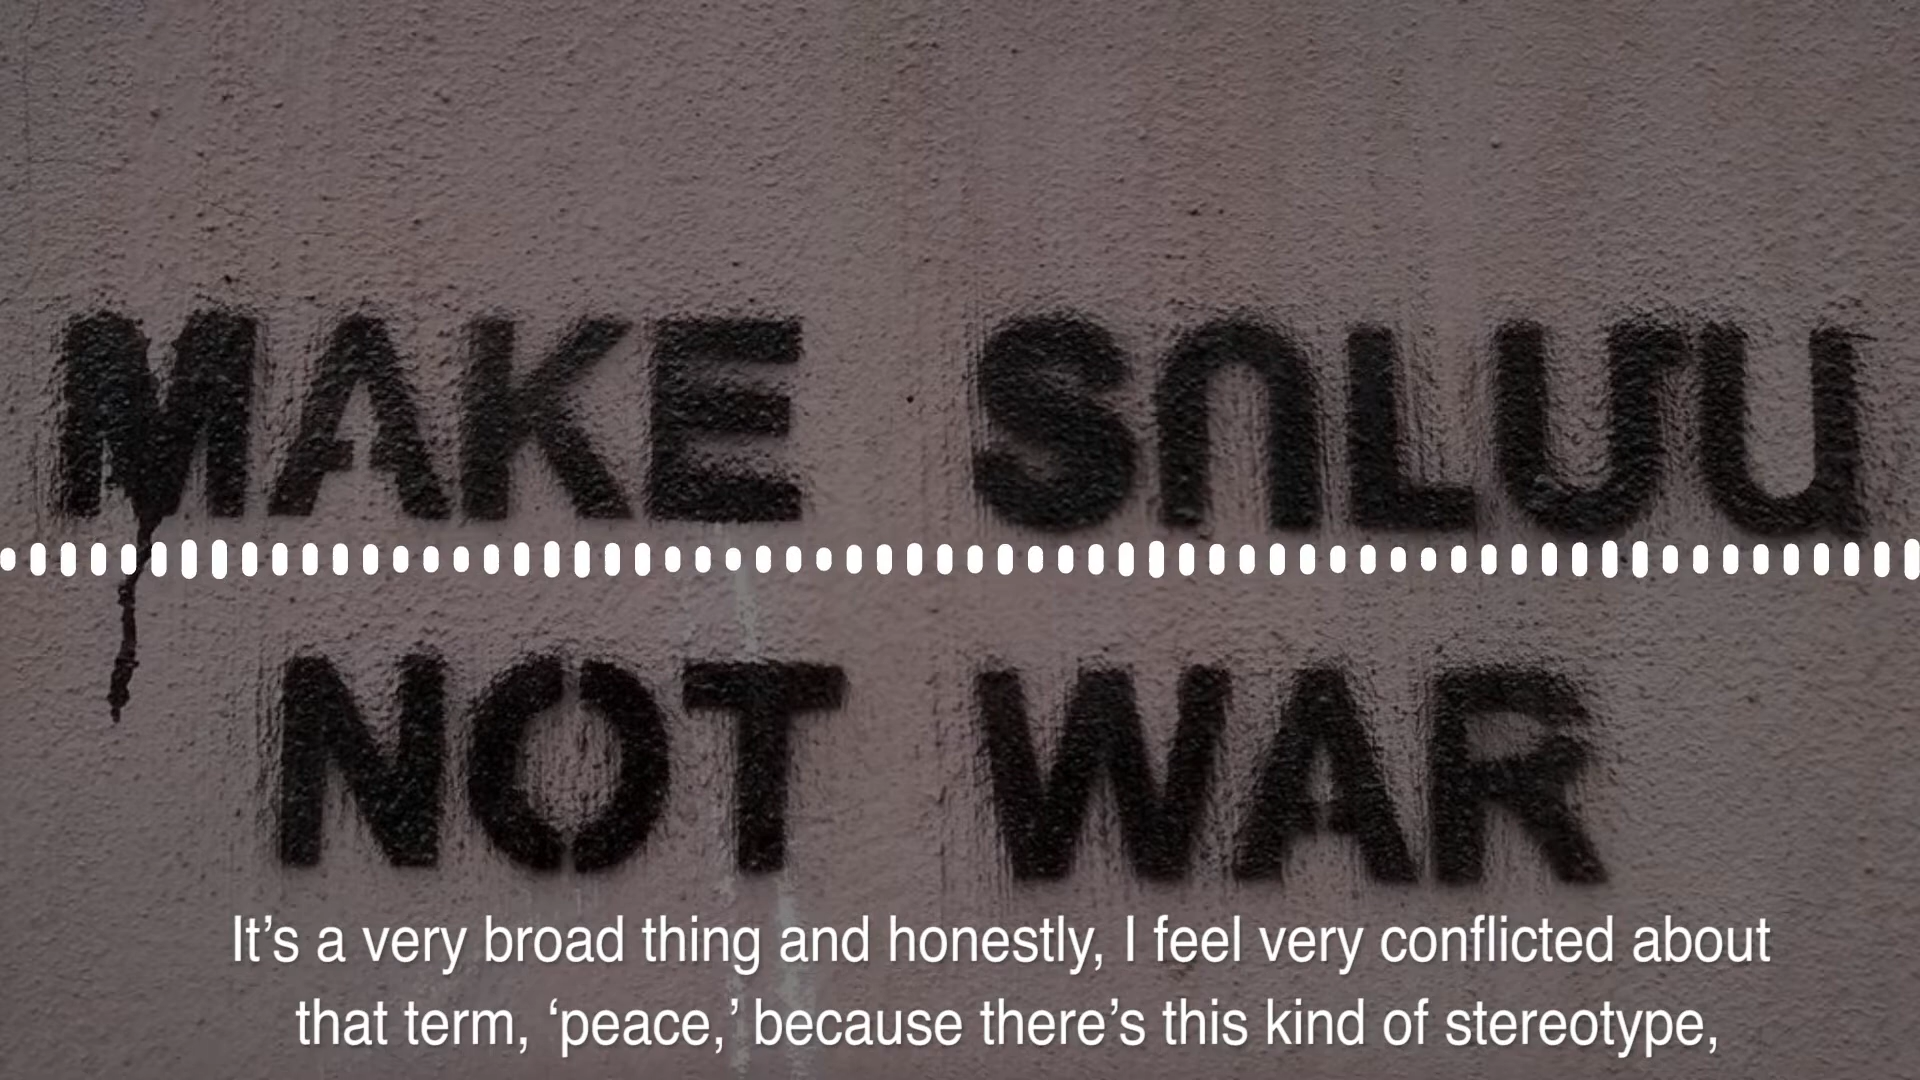 MAKE ՏՈԼՄԱ
NOT WAR
It’s a very broad thing and honestly, I feel very conflicted about
that term, ‘peace,’ because there’s this kind of stereotype,